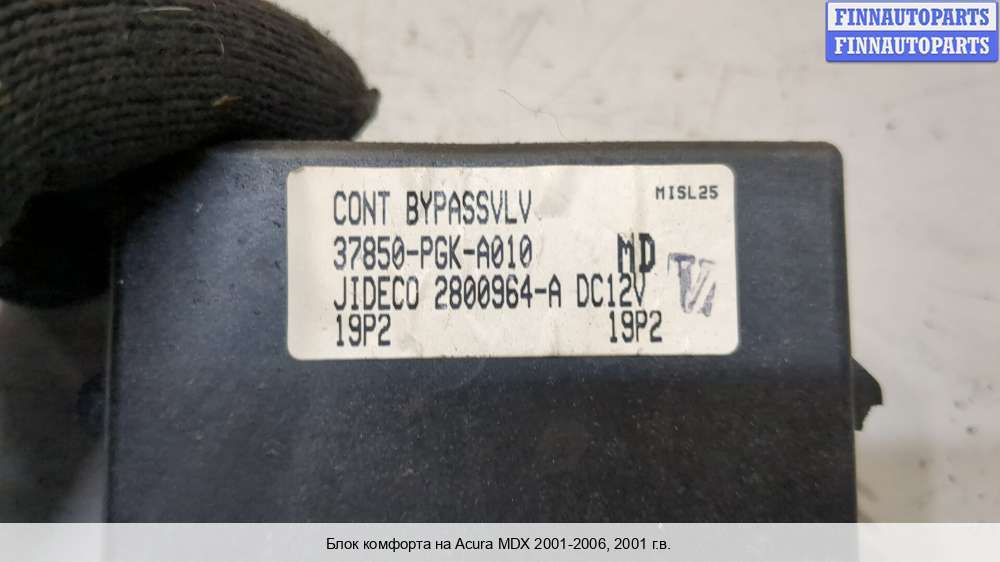 FINNAUTOPARTS
FINNAUTOPARTS
MISL25
CONT BYPASSVLV
37850-PGK-A010 MD
JIDECO 2800964-A DC12V
19P2 19P2
Блок комфорта на Acura MDX 2001-2006, 2001 г.в.